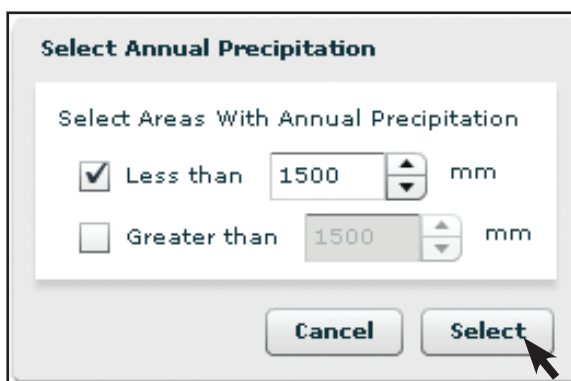 Select Annual Precipitation
Select Areas With Annual Precipitation
Less than 1500 mm
Greater than 1500 mm
Cancel Select